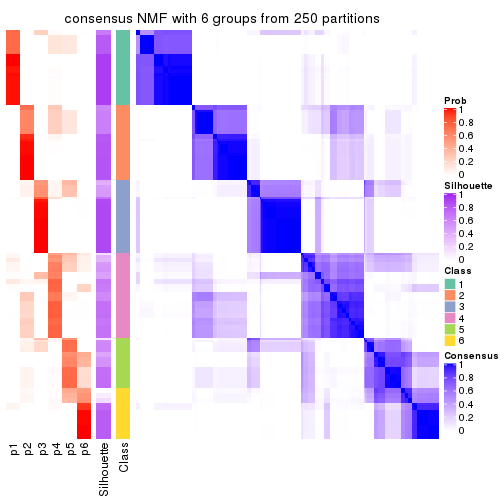 consensus NMF with 6 groups from 250 partitions
Prob
1
0.8
0.6
0.4
0.2
0
Silhouette
1
0.8
0.6
0.4
0.2
0
Class
1
2
3
4
5
6
Consensus
1
0.8
0.6
0.4
0.2
0
p1
p2
p3
p4
p5
p6
Silhouette
Class